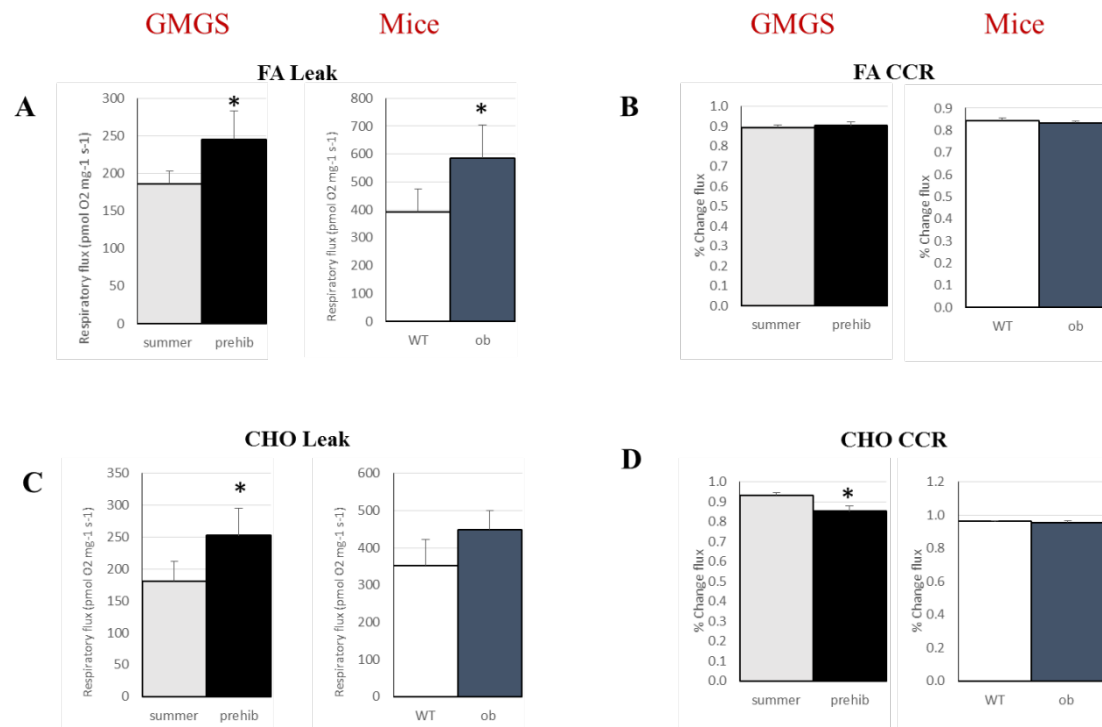 GMGS Mice
GMGS Mice
FA Leak
FA CCR
A
Respiratory flux (pmol O2 mg-1 s-1)
300
250
200
150
100
50
0
*
summer prehib
Respiratory flux (pmol O2 mg-1 s-1)
800
700
600
500
400
300
200
100
0
*
WT ob
B
% Change flux
1.0
0.9
0.8
0.7
0.6
0.5
0.4
0.3
0.2
0.1
0.0
summer prehib
% Change flux
0.9
0.8
0.7
0.6
0.5
0.4
0.3
0.2
0.1
0.0
WT ob
CHO Leak
CHO CCR
C
Respiratory flux (pmol O2 mg-1 s-1)
350
300
250
200
150
100
50
0
*
summer prehib
Respiratory flux (pmol O2 mg-1 s-1)
600
500
400
300
200
100
0
WT ob
D
% Change flux
1.0
0.9
0.8
0.7
0.6
0.5
0.4
0.3
0.2
0.1
0.0
*
summer prehib
% Change flux
1.2
1.0
0.8
0.6
0.4
0.2
0.0
WT ob